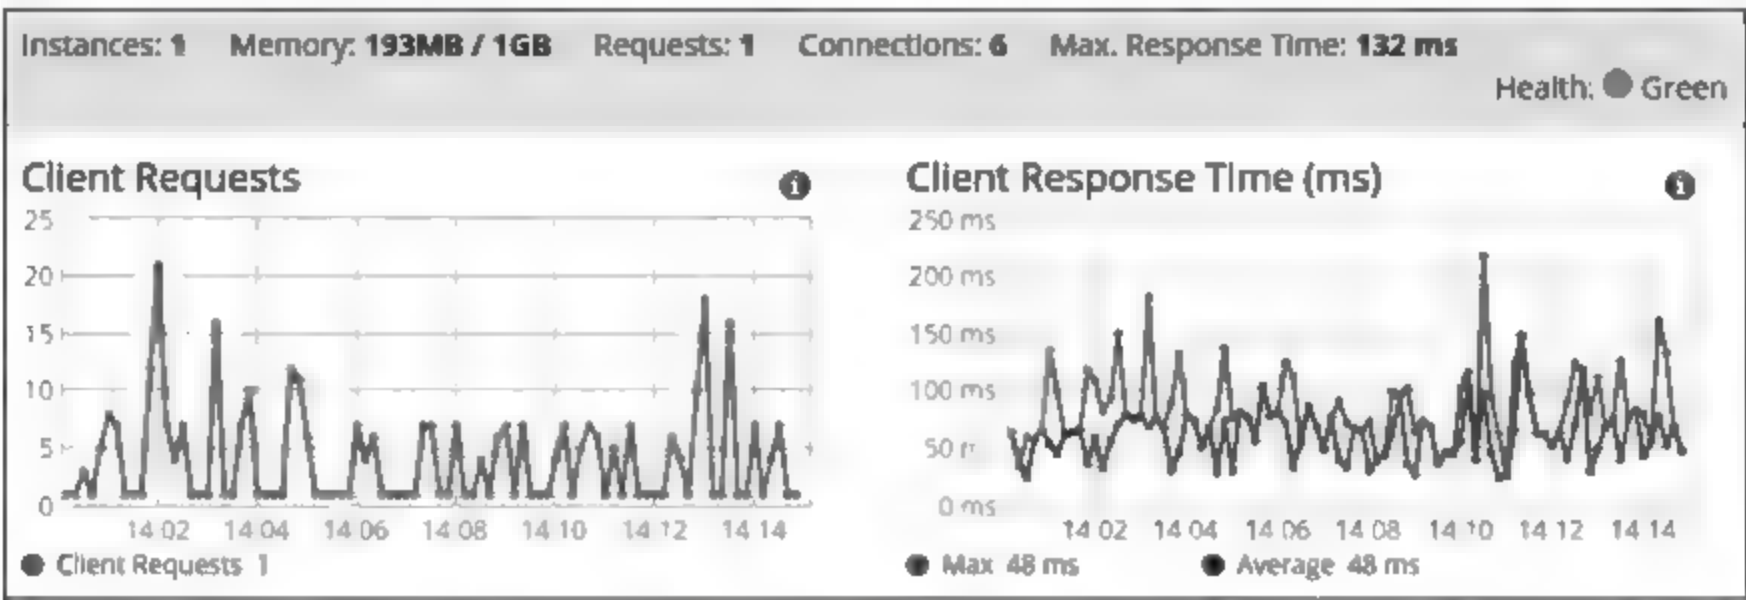 Instances: 1 Memory: 193MB / 1GB Requests: 1 Connections: 6 Max. Response Time: 132 ms
Health: Green
Client Requests
25
20
15
10
5
0
14 02 14 04 14 06 14 08 14 10 14 12 14 14
Client Requests 1
Client Response Time (ms)
250 ms
200 ms
150 ms
100 ms
50 m
0 ms
14 02 14 04 14 06 14 08 14 10 14 12 14 14
Max 48 ms Average 48 ms